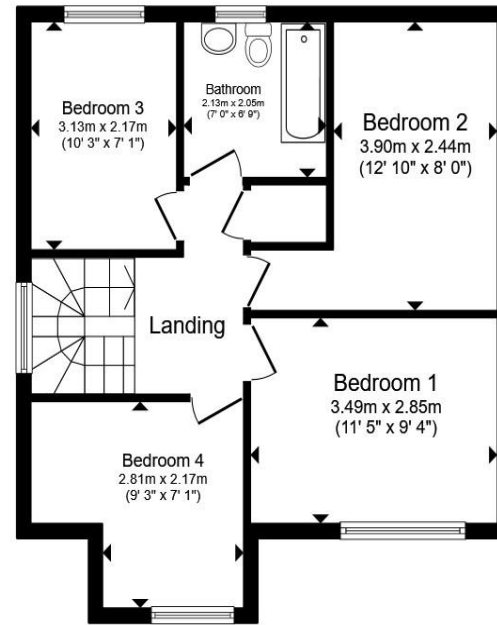 Bedroom 3
3.13m x 2.17m
(10' 3" x 7' 1")
Bathroom
2.13m x 2.05m
(7' 0" x 6' 9")
Bedroom 2
3.90m x 2.44m
(12' 10" x 8' 0")
Landing
Bedroom 1
3.49m x 2.85m
(11' 5" x 9' 4")
Bedroom 4
2.81m x 2.17m
(9' 3" x 7' 1")